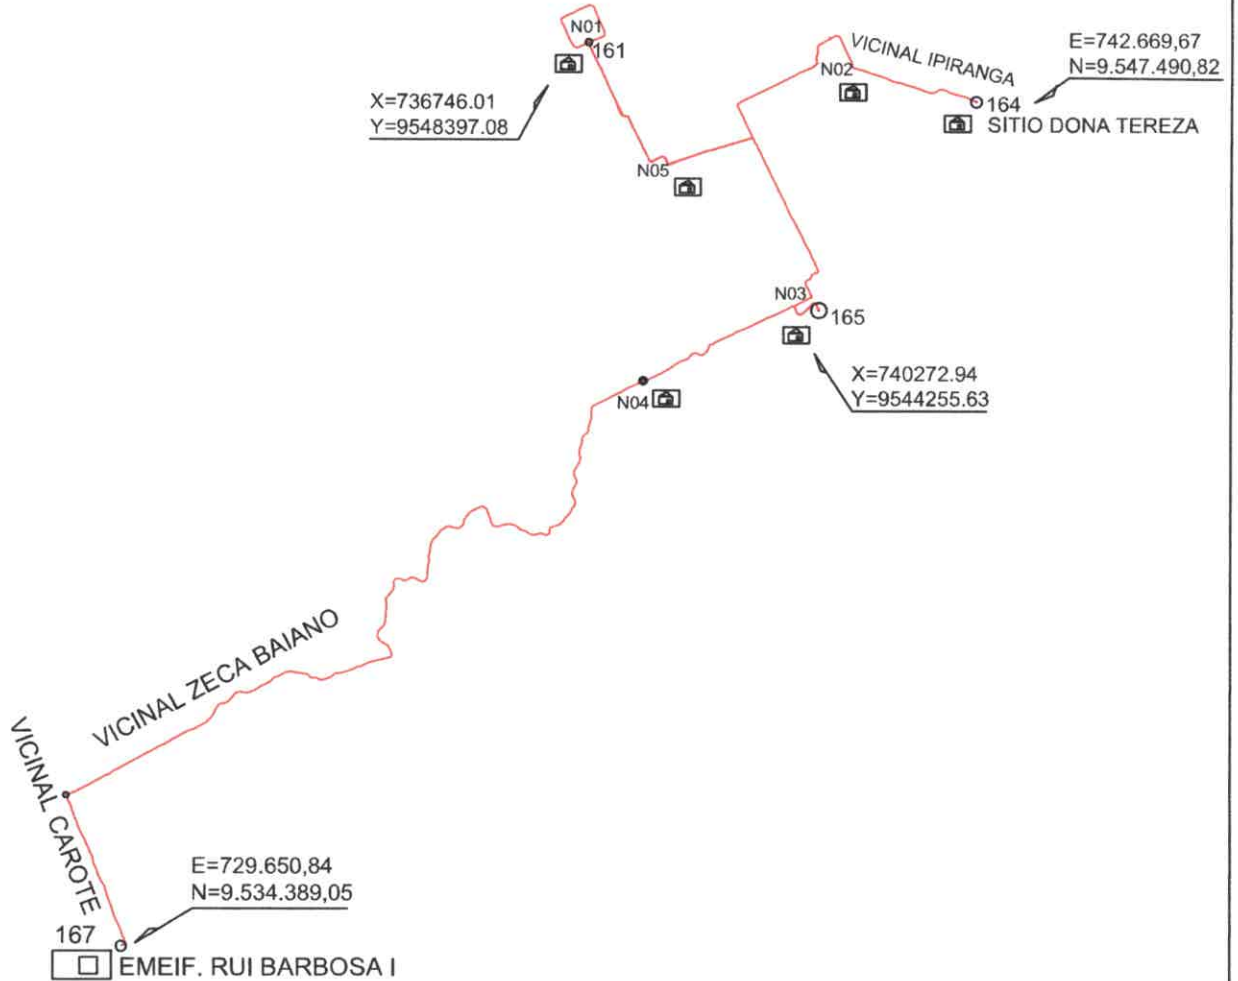 N01
161
X=736746.01
Y=9548397.08
VICINAL IPIRANGA
N02
E=742.669,67
N=9.547.490,82
164
SITIO DONA TEREZA
N05
N03
165
X=740272.94
Y=9544255.63
N04
VICINAL ZECA BAIANO
VICINAL CAROTE
E=729.650,84
N=9.534.389,05
167
EMEIF. RUI BARBOSA I